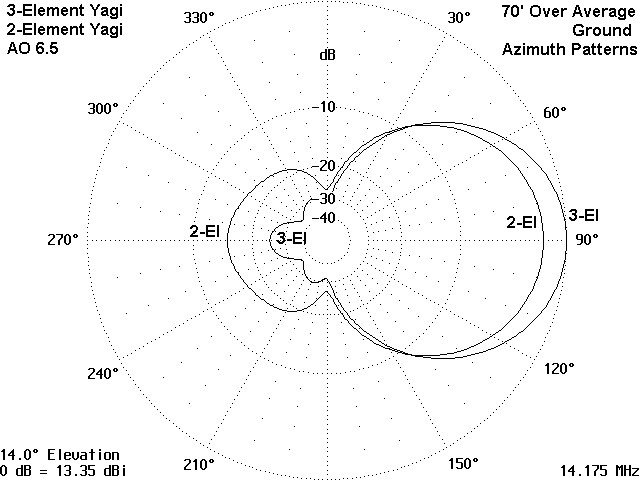 3-Element Yagi
2-Element Yagi
AO 6.5
70' Over Average
Ground
Azimuth Patterns
330°
30°
dB
300°
-10
60°
-20
-30
-40
270°
2-El
3-El
2-El
3-El
90°
240°
120°
14.0° Elevation
0 dB = 13.35 dBi
210°
150°
14.175 MHz